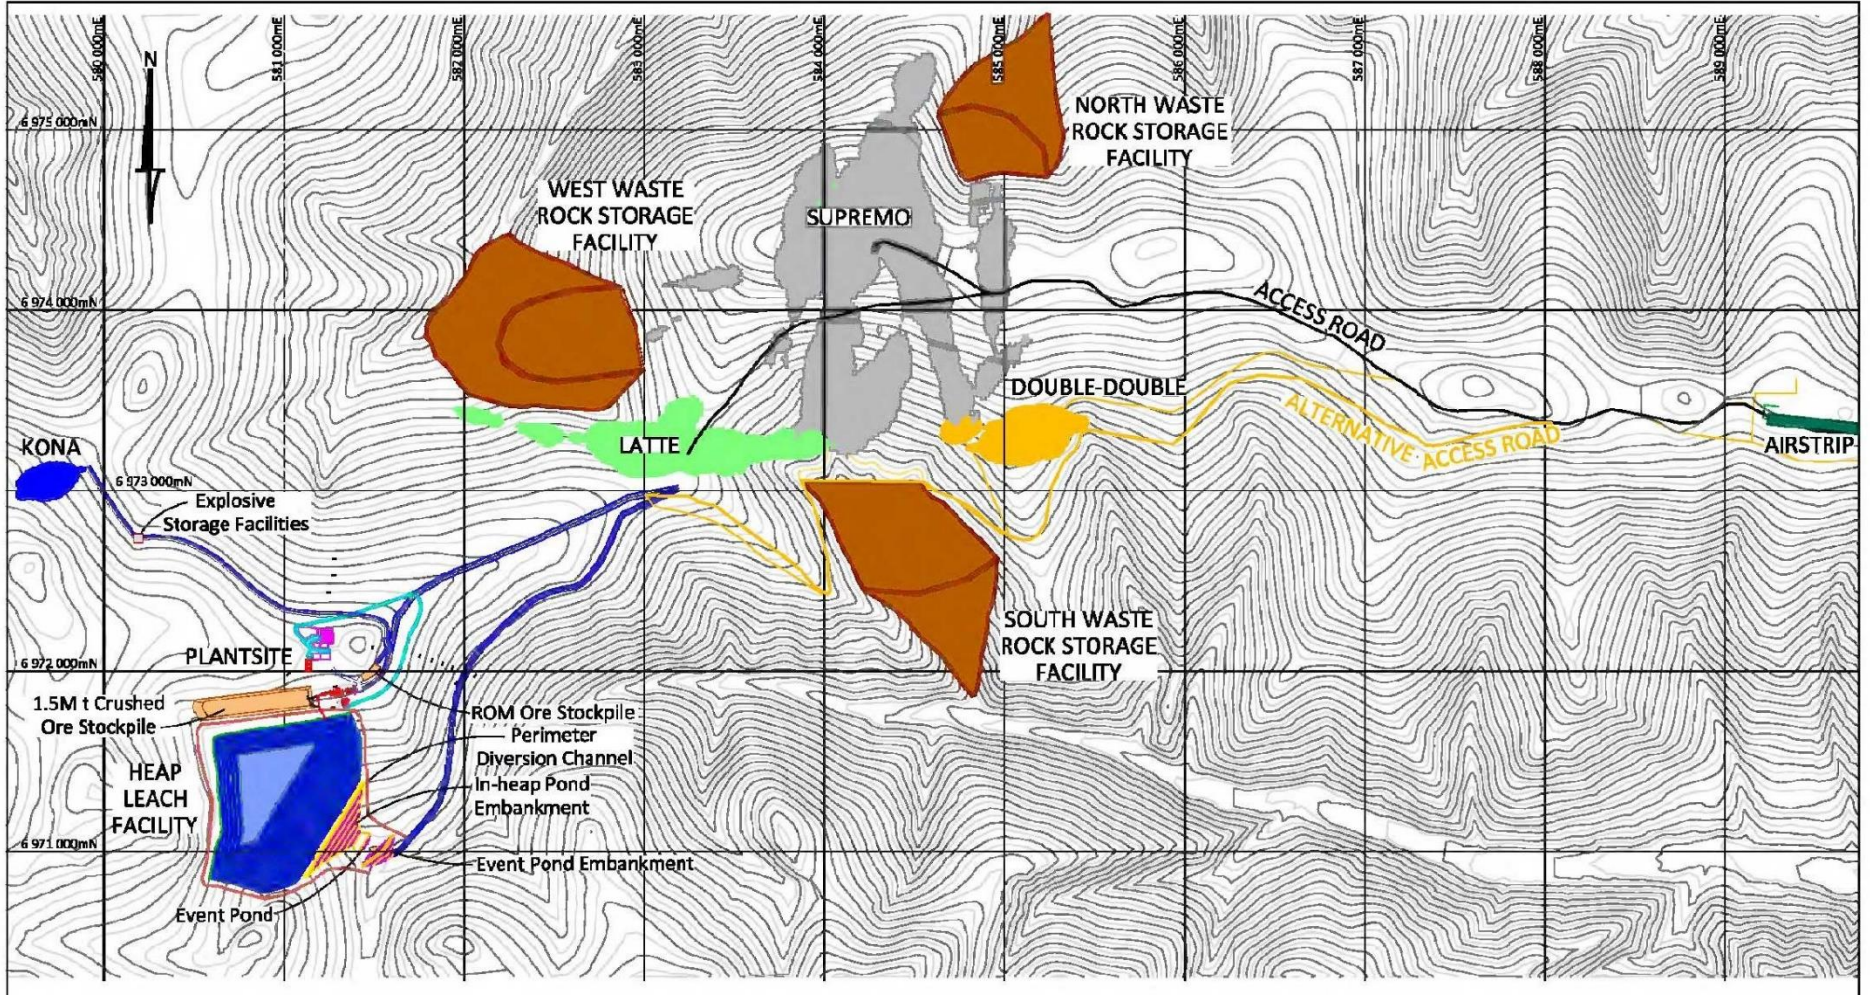 580 000mE
581 000mE
582 000mE
583 000mE
584 000mE
585 000mE
586 000mE
587 000mE
588 000mE
589 000mE
N
6 975 000mN
NORTH WASTE
ROCK STORAGE
FACILITY
WEST WASTE
ROCK STORAGE
FACILITY
SUPREMO
6 974 000mN
ACCESS ROAD
DOUBLE-DOUBLE
ALTERNATIVE ACCESS ROAD
AIRSTRIP
LATTE
KONA
6 973 000mN
Explosive
Storage Facilities
SOUTH WASTE
ROCK STORAGE
FACILITY
PLANTSITE
6 972 000mN
1.5M t Crushed
Ore Stockpile
ROM Ore Stockpile
Perimeter
Diversion Channel
In-heap Pond
Embankment
HEAP
LEACH
FACILITY
6 971 000mN
Event Pond Embankment
Event Pond